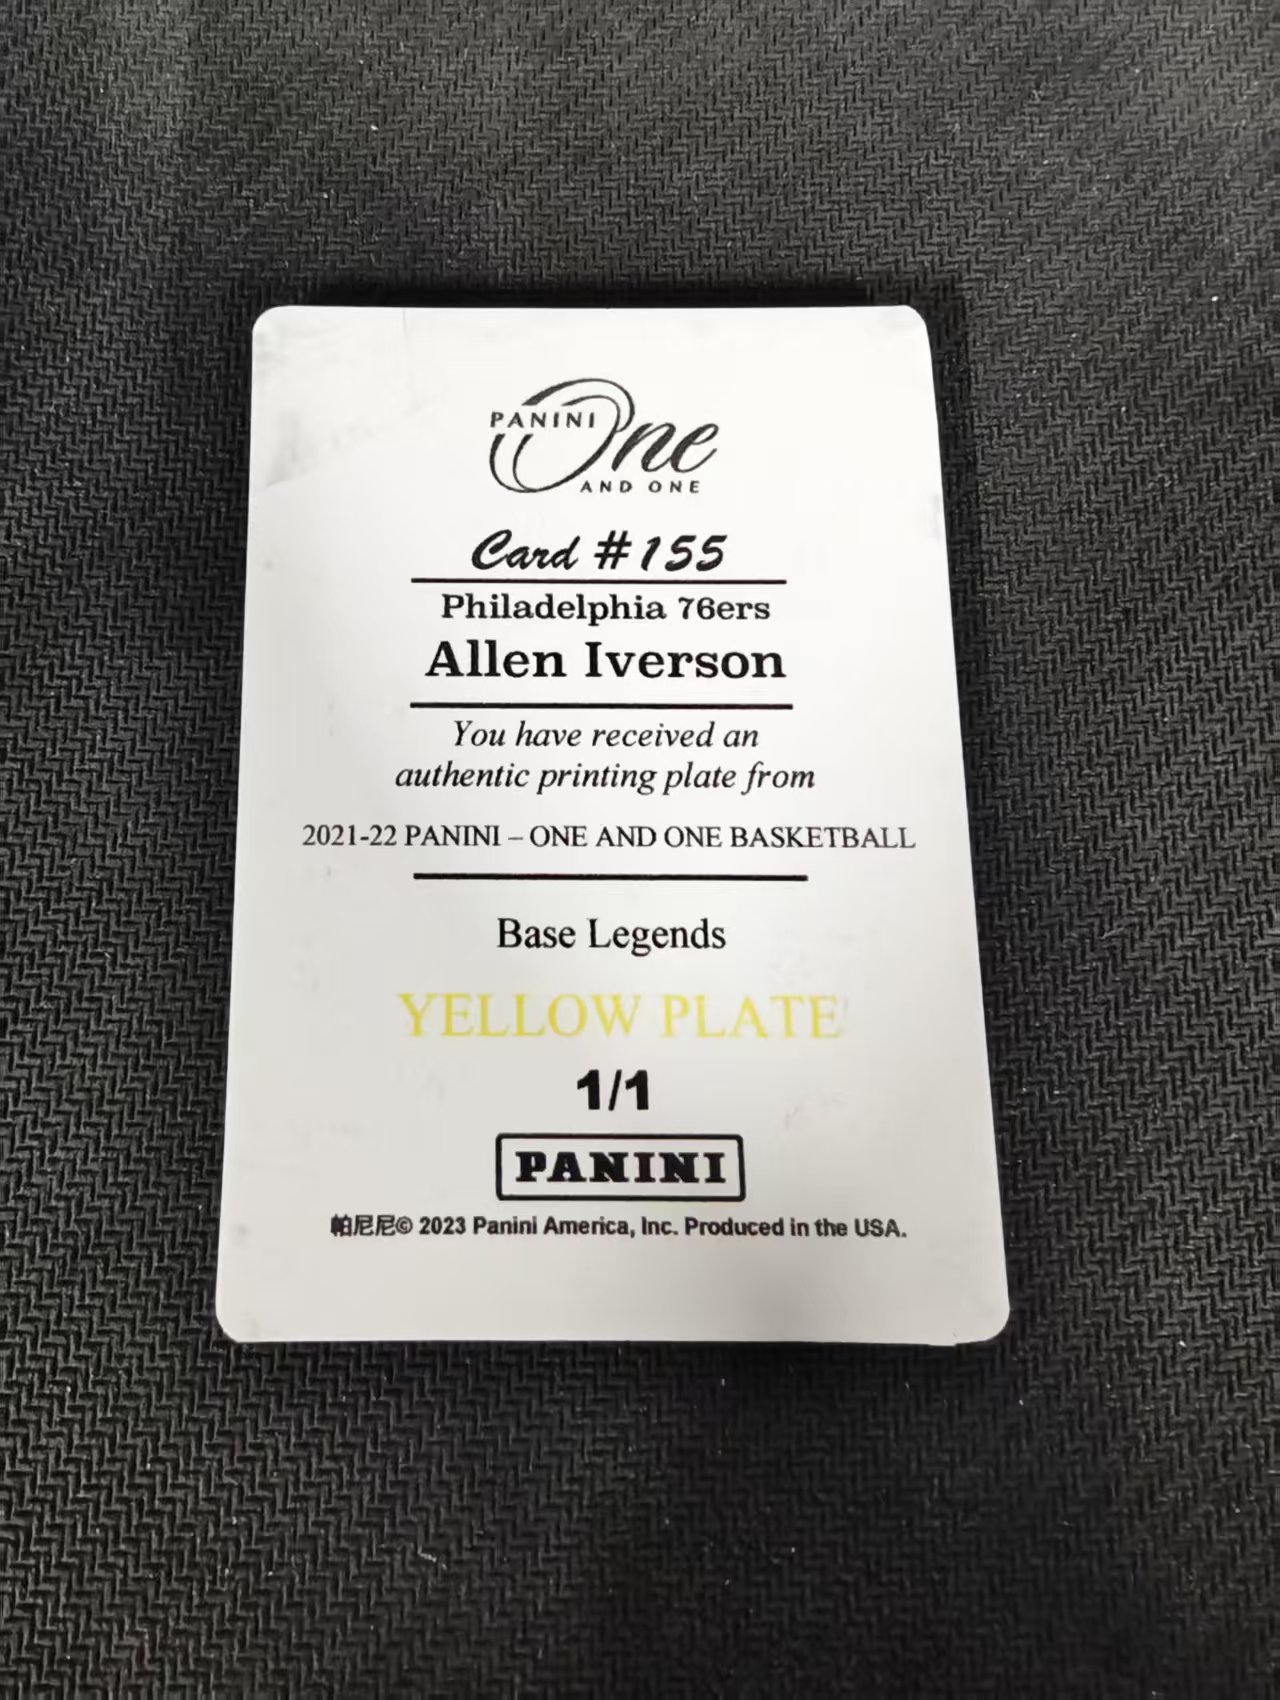 PANINI One
AND ONE
Card #155
Philadelphia 76ers
Allen Iverson
You have received an
authentic printing plate from
2021-22 PANINI – ONE AND ONE BASKETBALL
Base Legends
YELLOW PLATE
1/1
PANINI
帕尼尼© 2023 Panini America, Inc. Produced in the USA.